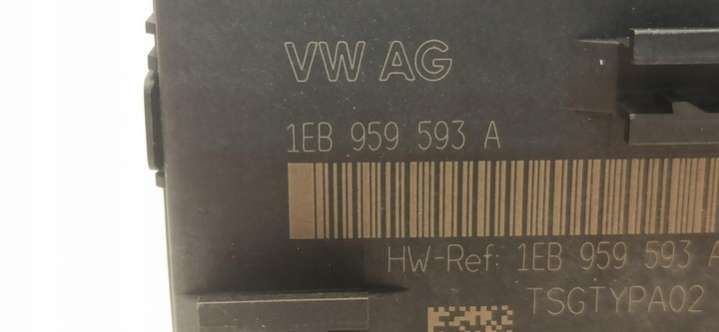 VW AG
1EB 959 593 A
HW-Ref: 1EB 959 593 A
TSGTYPA02